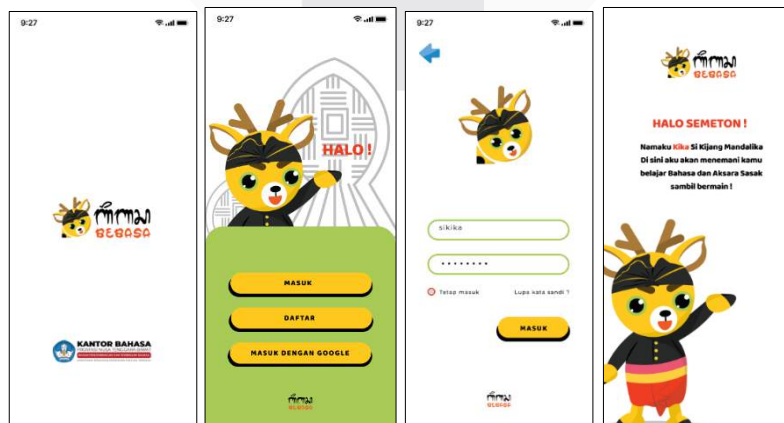 9:27
BEBASA
KANTOR BAHASA
9:27
HALO !
MASUK
DAFTAR
MASUK DENGAN GOOGLE
BEBASA
9:27
sikika
Tetap masuk
Lupa kata sandi ?
MASUK
BEBASA
BEBASA
HALO SEMETON !
Namaku Kika Si Kijang Mandalika
Di sini aku akan menemani kamu
belajar Bahasa dan Aksara Sasak
sambil bermain !